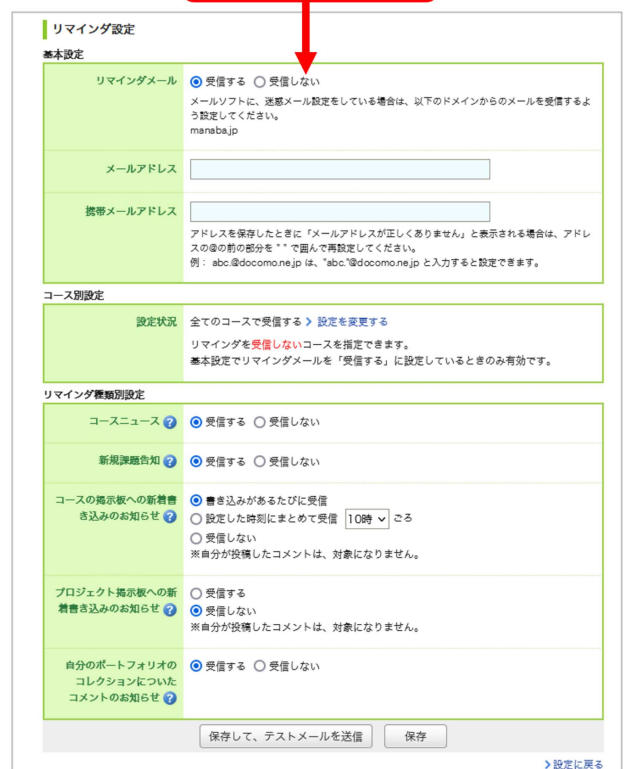 リマインダ設定
基本設定
リマインダメール
受信する 受信しない
メールソフトに、迷惑メール設定をしている場合は、以下のドメインからのメールを受信するよ
う設定してください。
manaba.jp
メールアドレス
携帯メールアドレス
アドレスを保存したときに「メールアドレスが正しくありません」と表示される場合は、アドレ
スの@の前の部分を " " で囲んで再設定してください。
例： abc.@docomo.ne.jp は、"abc."@docomo.ne.jp と入力すると設定できます。
コース別設定
設定状況
全てのコースで受信する 設定を変更する
リマインダを受信しないコースを指定できます。
基本設定でリマインダメールを「受信する」に設定しているときのみ有効です。
リマインダ種類別設定
コースニュース ?
受信する 受信しない
新規課題告知 ?
受信する 受信しない
コースの掲示板への新着書
き込みのお知らせ ?
書き込みがあるたびに受信
設定した時刻にまとめて受信 10時 ごろ
受信しない
※自分が投稿したコメントは、対象になりません。
プロジェクト掲示板への新
着書き込みのお知らせ ?
受信する
受信しない
※自分が投稿したコメントは、対象になりません。
自分のポートフォリオの
コレクションについた
コメントのお知らせ ?
受信する 受信しない
保存して、テストメールを送信 保存
設定に戻る